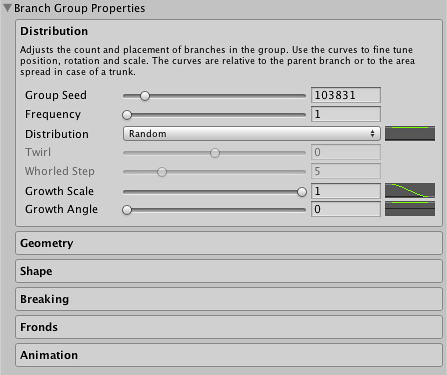 Branch Group Properties
Distribution
Adjusts the count and placement of branches in the group. Use the curves to fine tune
position, rotation and scale. The curves are relative to the parent branch or to the area
spread in case of a trunk.
Group Seed 103831
Frequency 1
Distribution Random
Twirl 0
Whorled Step 5
Growth Scale 1
Growth Angle 0
Geometry
Shape
Breaking
Fronds
Animation